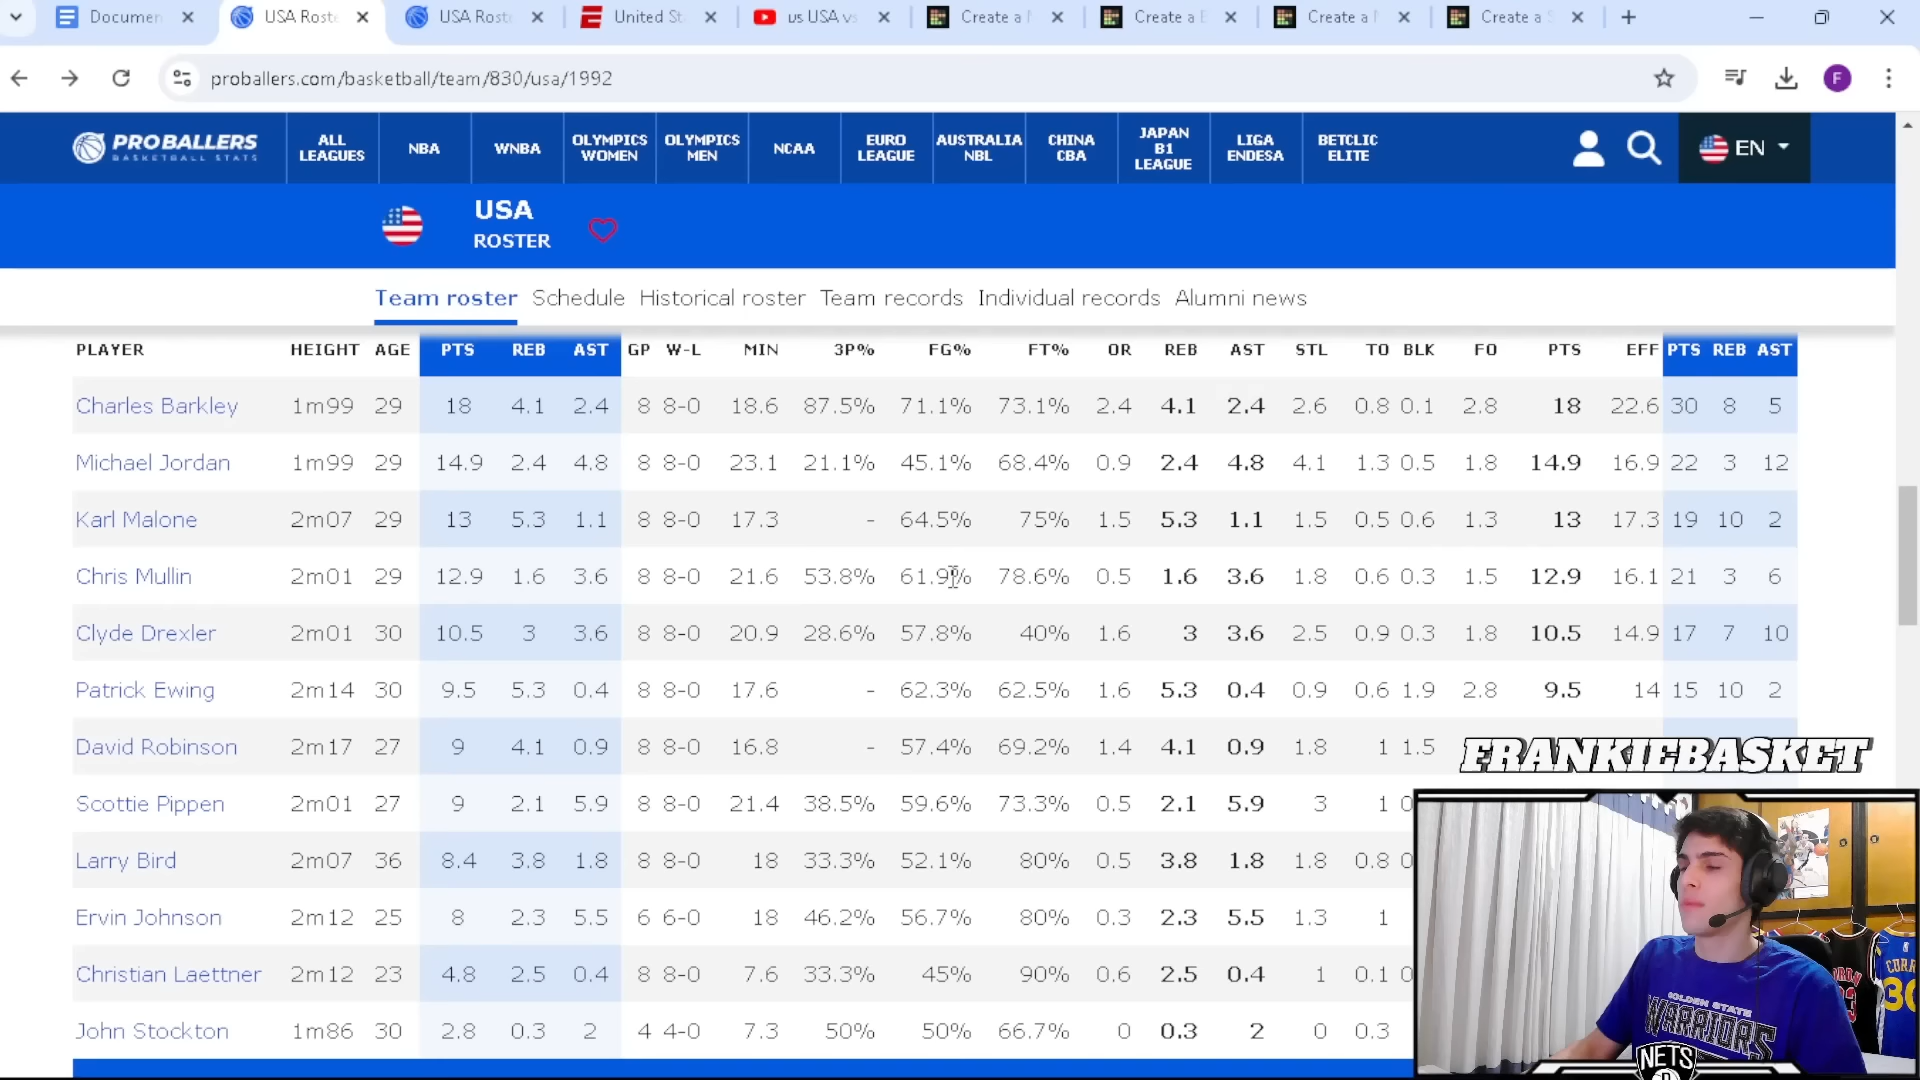 Documen
USA Rost
USA Rost
United St
us USA vs
Create a
Create a
Create a
Create a
proballers.com/basketball/team/830/usa/1992
F
PROBALLERS
BASKETBALL STATS
ALL LEAGUES
NBA
WNBA
OLYMPICS WOMEN
OLYMPICS MEN
NCAA
EURO LEAGUE
AUSTRALIA NBL
CHINA CBA
JAPAN B1 LEAGUE
LIGA ENDESA
BETCLIC ELITE
EN
USA
ROSTER
Team roster Schedule Historical roster Team records Individual records Alumni news
PLAYER HEIGHT AGE PTS REB AST GP W-L MIN 3P% FG% FT% OR REB AST STL TO BLK FO PTS EFF PTS REB AST
Charles Barkley 1m99 29 18 4.1 2.4 8 8-0 18.6 87.5% 71.1% 73.1% 2.4 4.1 2.4 2.6 0.8 0.1 2.8 18 22.6 30 8 5
Michael Jordan 1m99 29 14.9 2.4 4.8 8 8-0 23.1 21.1% 45.1% 68.4% 0.9 2.4 4.8 4.1 1.3 0.5 1.8 14.9 16.9 22 3 12
Karl Malone 2m07 29 13 5.3 1.1 8 8-0 17.3 - 64.5% 75% 1.5 5.3 1.1 1.5 0.5 0.6 1.3 13 17.3 19 10 2
Chris Mullin 2m01 29 12.9 1.6 3.6 8 8-0 21.6 53.8% 61.9% 78.6% 0.5 1.6 3.6 1.8 0.6 0.3 1.5 12.9 16.1 21 3 6
Clyde Drexler 2m01 30 10.5 3 3.6 8 8-0 20.9 28.6% 57.8% 40% 1.6 3 3.6 2.5 0.9 0.3 1.8 10.5 14.9 17 7 10
Patrick Ewing 2m14 30 9.5 5.3 0.4 8 8-0 17.6 - 62.3% 62.5% 1.6 5.3 0.4 0.9 0.6 1.9 2.8 9.5 14 15 10 2
David Robinson 2m17 27 9 4.1 0.9 8 8-0 16.8 - 57.4% 69.2% 1.4 4.1 0.9 1.8 1 1.5
FRANKIEBASKET
Scottie Pippen 2m01 27 9 2.1 5.9 8 8-0 21.4 38.5% 59.6% 73.3% 0.5 2.1 5.9 3 1 0
Larry Bird 2m07 36 8.4 3.8 1.8 8 8-0 18 33.3% 52.1% 80% 0.5 3.8 1.8 1.8 0.8 0
Ervin Johnson 2m12 25 8 2.3 5.5 6 6-0 18 46.2% 56.7% 80% 0.3 2.3 5.5 1.3 1
Christian Laettner 2m12 23 4.8 2.5 0.4 8 8-0 7.6 33.3% 45% 90% 0.6 2.5 0.4 1 0.1 0
John Stockton 1m86 30 2.8 0.3 2 4 4-0 7.3 50% 50% 66.7% 0 0.3 2 0 0.3
GOLDEN STATE
WARRIORS
NETS
CURR
30